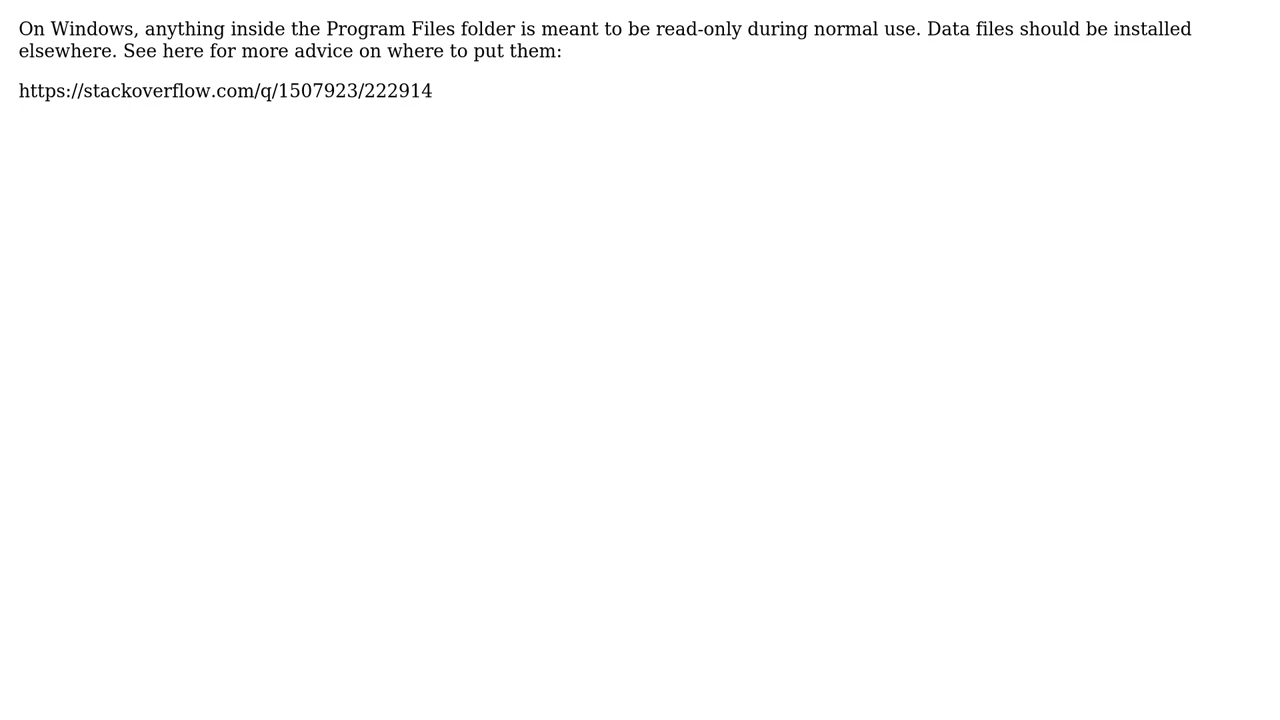 On Windows, anything inside the Program Files folder is meant to be read-only during normal use. Data files should be installed
elsewhere. See here for more advice on where to put them:
https://stackoverflow.com/q/1507923/222914